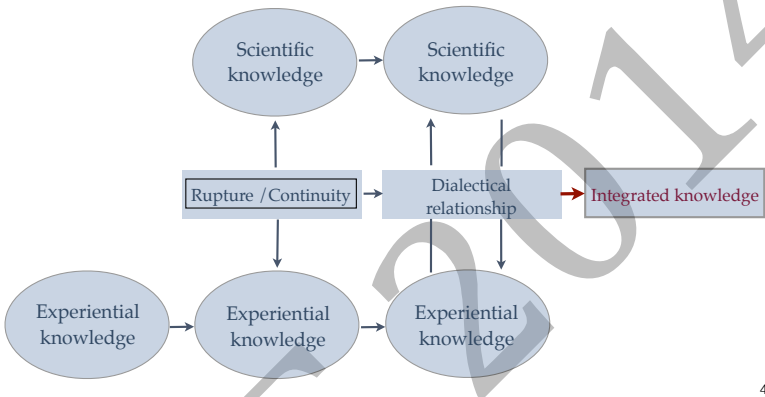 Scientific
knowledge
Scientific
knowledge
Rupture /Continuity
Dialectical
relationship
Integrated knowledge
Experiential
knowledge
Experiential
knowledge
Experiential
knowledge
4